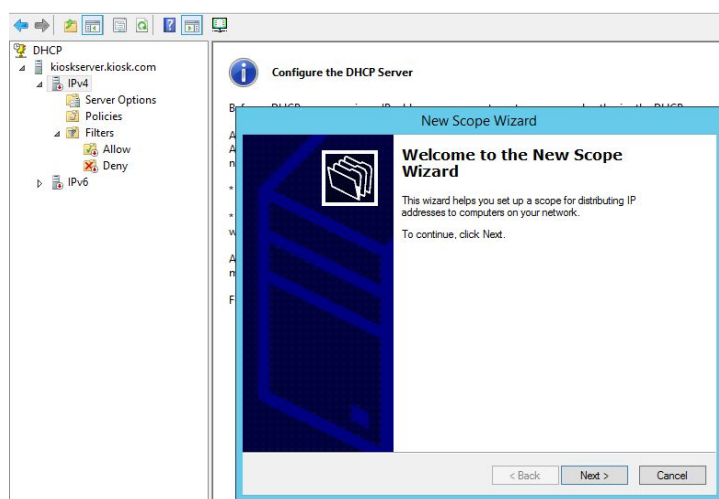 DHCP
kioskserver.kiosk.com
IPv4
Server Options
Policies
Filters
Allow
Deny
IPv6
Configure the DHCP Server
New Scope Wizard
Welcome to the New Scope
Wizard
This wizard helps you set up a scope for distributing IP
addresses to computers on your network.
To continue, click Next.
< Back
Next >
Cancel